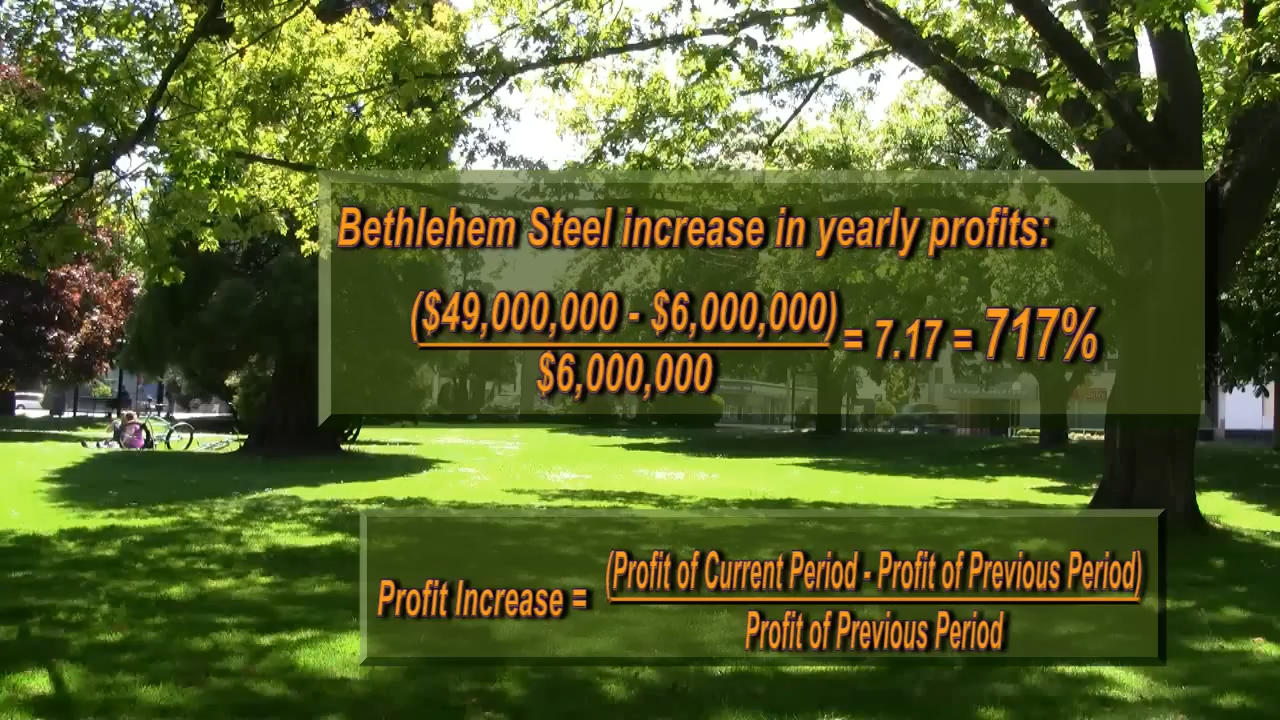 Bethlehem Steel increase in yearly profits:
($49,000,000 - $6,000,000)
$6,000,000
= 7.17 = 717%
(Profit of Current Period - Profit of Previous Period)
Profit Increase =
Profit of Previous Period